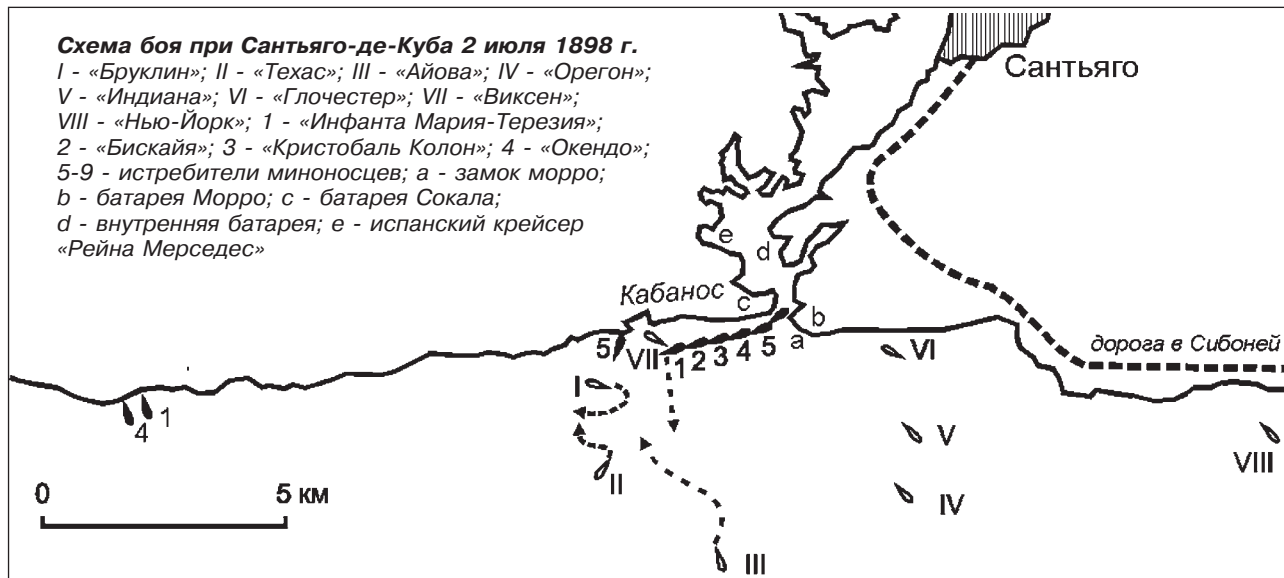 Схема боя при Сантьяго-де-Куба 2 июля 1898 г.
I - «Бруклин»; II - «Техас»; III - «Айова»; IV - «Орегон»;
V - «Индиана»; VI - «Глочестер»; VII - «Виксен»;
VIII - «Нью-Йорк»; 1 - «Инфанта Мария-Терезия»;
2 - «Бискайя»; 3 - «Кристобаль Колон»; 4 - «Окендо»;
5-9 - истребители миноносцев; a - замок морро;
b - батарея Морро; c - батарея Сокала;
d - внутренняя батарея; e - испанский крейсер
«Рейна Мерседес»
Сантьяго
e
d
Кабанос
c
b
a
5
VII
1
2
3
4
5
VI
дорога в Сибоней
I
4
1
V
VIII
II
IV
III
0
5 км